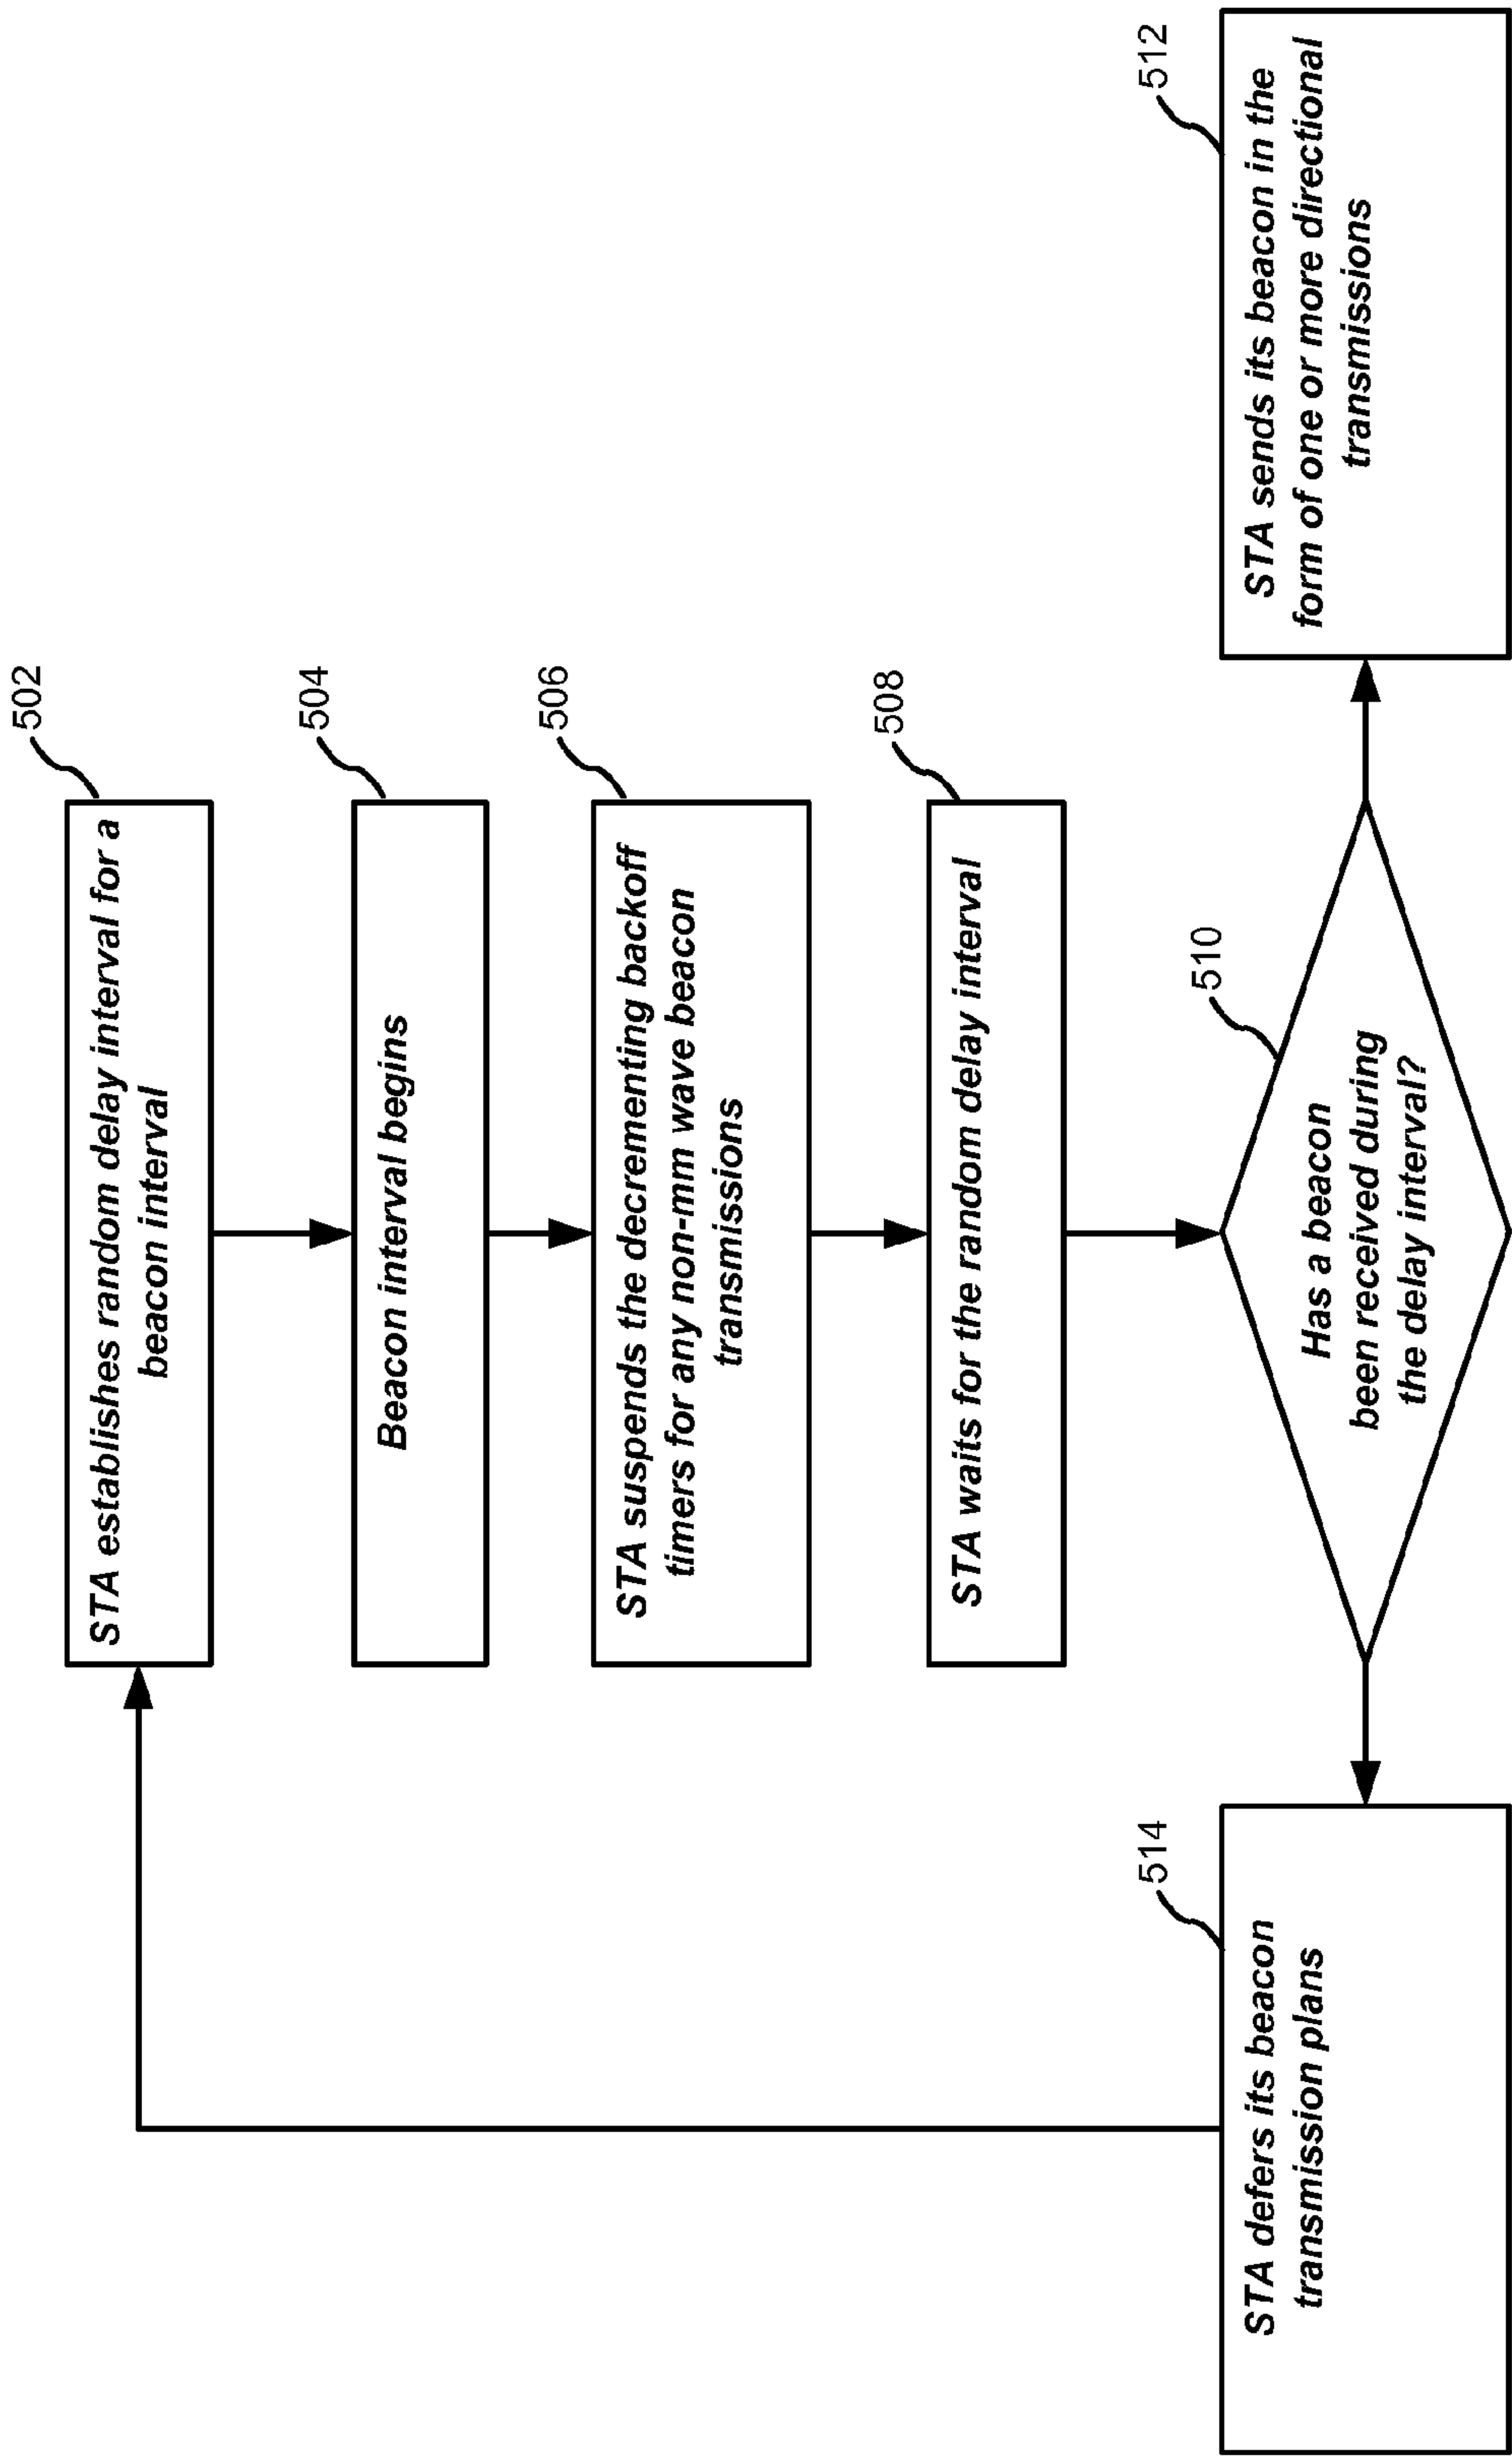 502
STA establishes random delay interval for a
beacon interval
504
Beacon interval begins
506
STA suspends the decrementing backoff
timers for any non-mm wave beacon
transmissions
508
STA waits for the random delay interval
510
Has a beacon
been received during
the delay interval?
514
STA defers its beacon
transmission plans
512
STA sends its beacon in the
form of one or more directional
transmissions